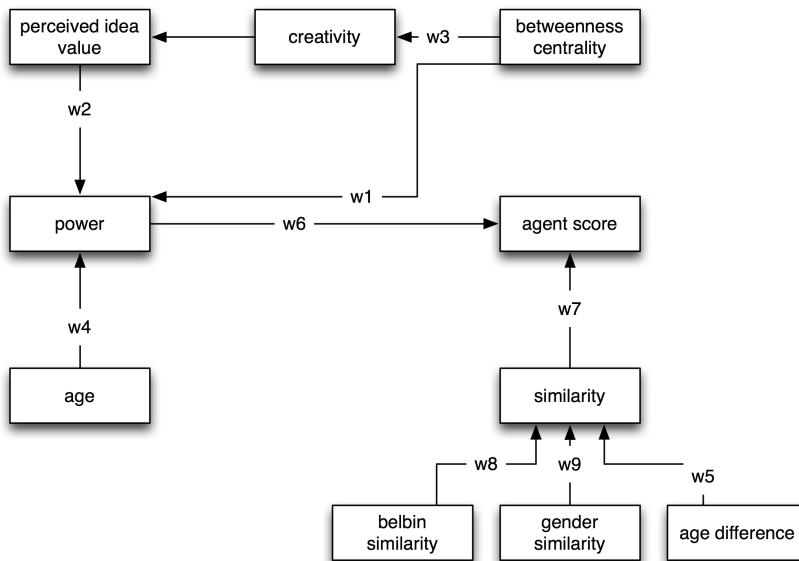 perceived idea
value
creativity
w3
betweenness
centrality
w2
w1
power
w6
agent score
w4
w7
age
similarity
w8
w9
w5
belbin
similarity
gender
similarity
age difference